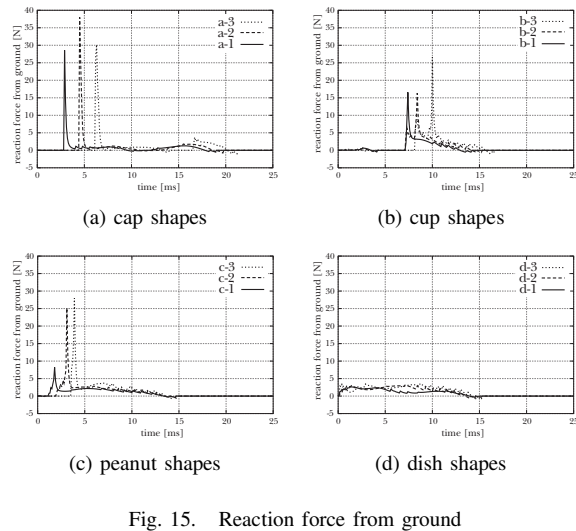 reaction force from ground [N]
40
35
30
25
20
15
10
5
0
-5
a-3
a-2
a-1
0 5 10 15 20 25
time [ms]
(a) cap shapes
reaction force from ground [N]
40
35
30
25
20
15
10
5
0
-5
b-3
b-2
b-1
0 5 10 15 20 25
time [ms]
(b) cup shapes
reaction force from ground [N]
40
35
30
25
20
15
10
5
0
-5
c-3
c-2
c-1
0 5 10 15 20 25
time [ms]
(c) peanut shapes
reaction force from ground [N]
40
35
30
25
20
15
10
5
0
-5
d-3
d-2
d-1
0 5 10 15 20 25
time [ms]
(d) dish shapes
Fig. 15. Reaction force from ground